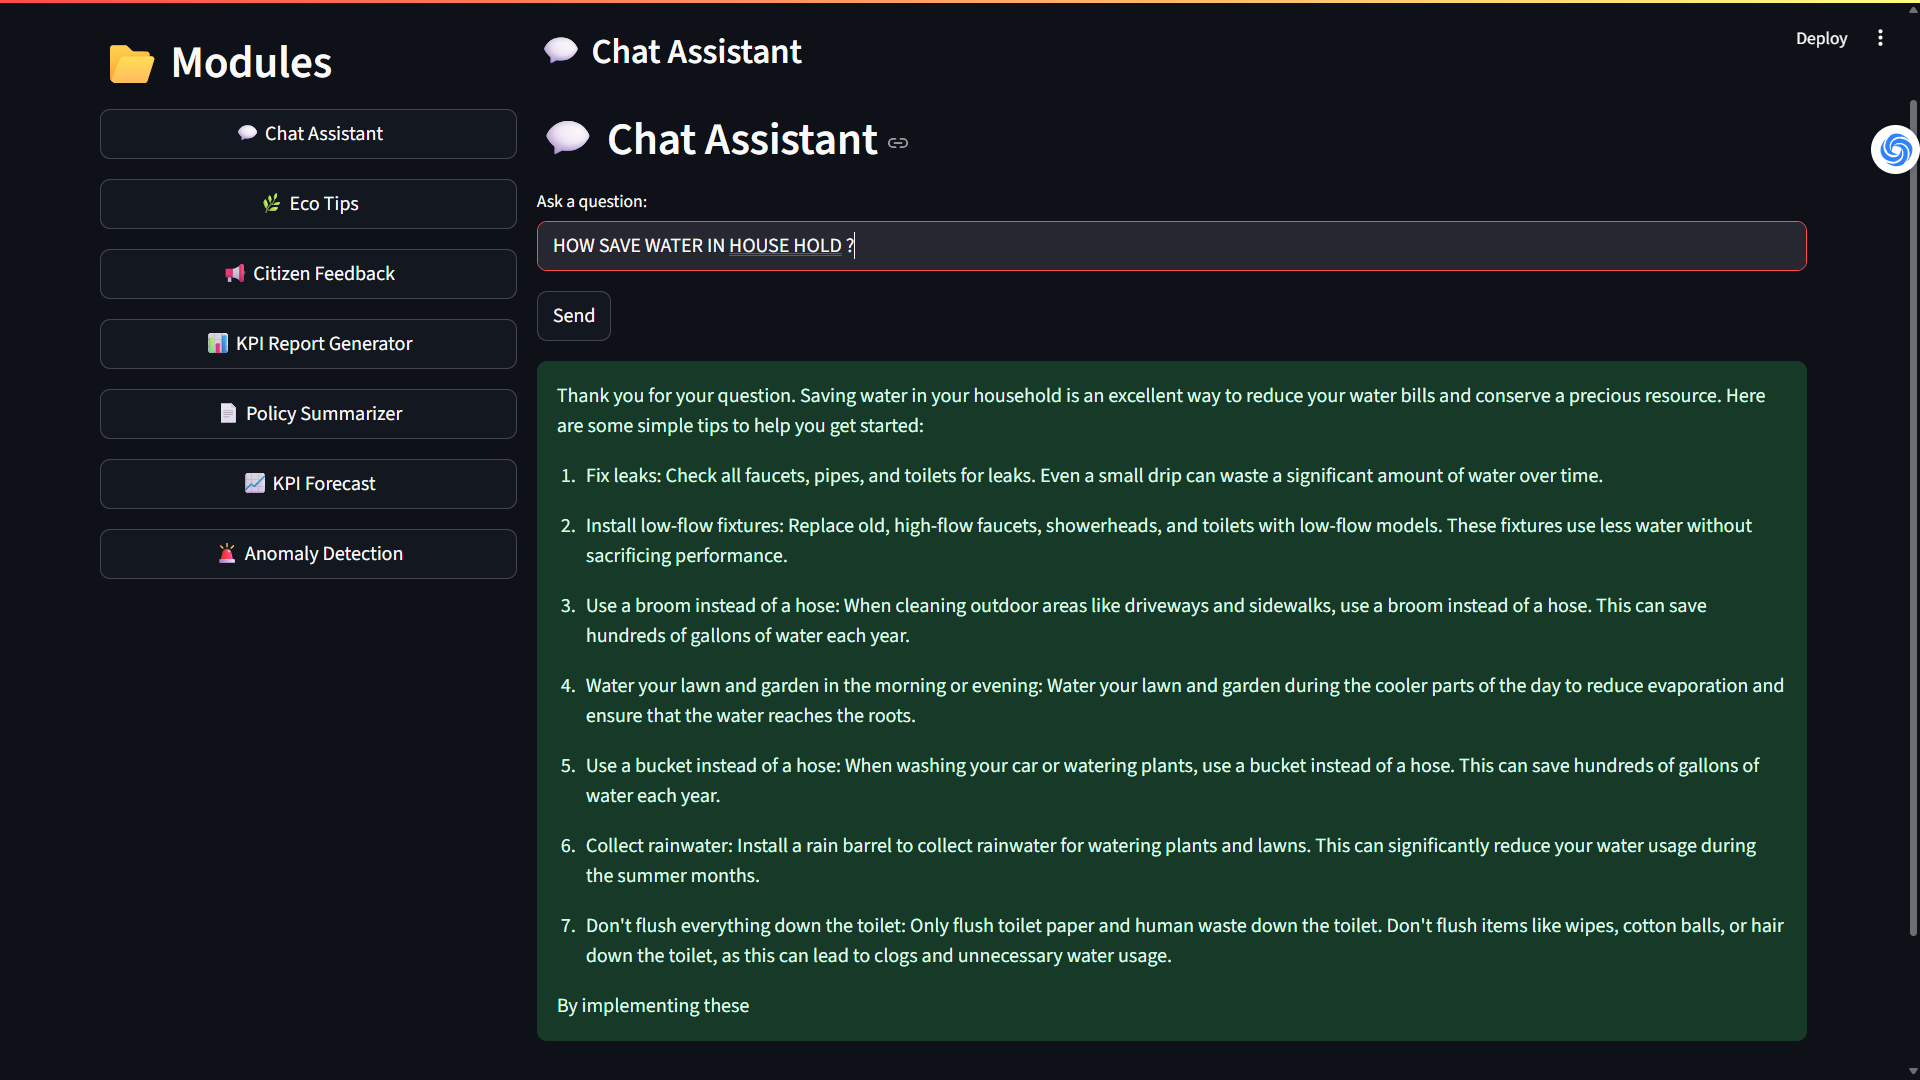 Modules
Chat Assistant
Eco Tips
Citizen Feedback
KPI Report Generator
Policy Summarizer
KPI Forecast
Anomaly Detection
Deploy
Chat Assistant
Chat Assistant
Ask a question:
HOW SAVE WATER IN HOUSE HOLD ?
Send
Thank you for your question. Saving water in your household is an excellent way to reduce your water bills and conserve a precious resource. Here
are some simple tips to help you get started:
1. Fix leaks: Check all faucets, pipes, and toilets for leaks. Even a small drip can waste a significant amount of water over time.
2. Install low-flow fixtures: Replace old, high-flow faucets, showerheads, and toilets with low-flow models. These fixtures use less water without
sacrificing performance.
3. Use a broom instead of a hose: When cleaning outdoor areas like driveways and sidewalks, use a broom instead of a hose. This can save
hundreds of gallons of water each year.
4. Water your lawn and garden in the morning or evening: Water your lawn and garden during the cooler parts of the day to reduce evaporation and
ensure that the water reaches the roots.
5. Use a bucket instead of a hose: When washing your car or watering plants, use a bucket instead of a hose. This can save hundreds of gallons of
water each year.
6. Collect rainwater: Install a rain barrel to collect rainwater for watering plants and lawns. This can significantly reduce your water usage during
the summer months.
7. Don't flush everything down the toilet: Only flush toilet paper and human waste down the toilet. Don't flush items like wipes, cotton balls, or hair
down the toilet, as this can lead to clogs and unnecessary water usage.
By implementing these